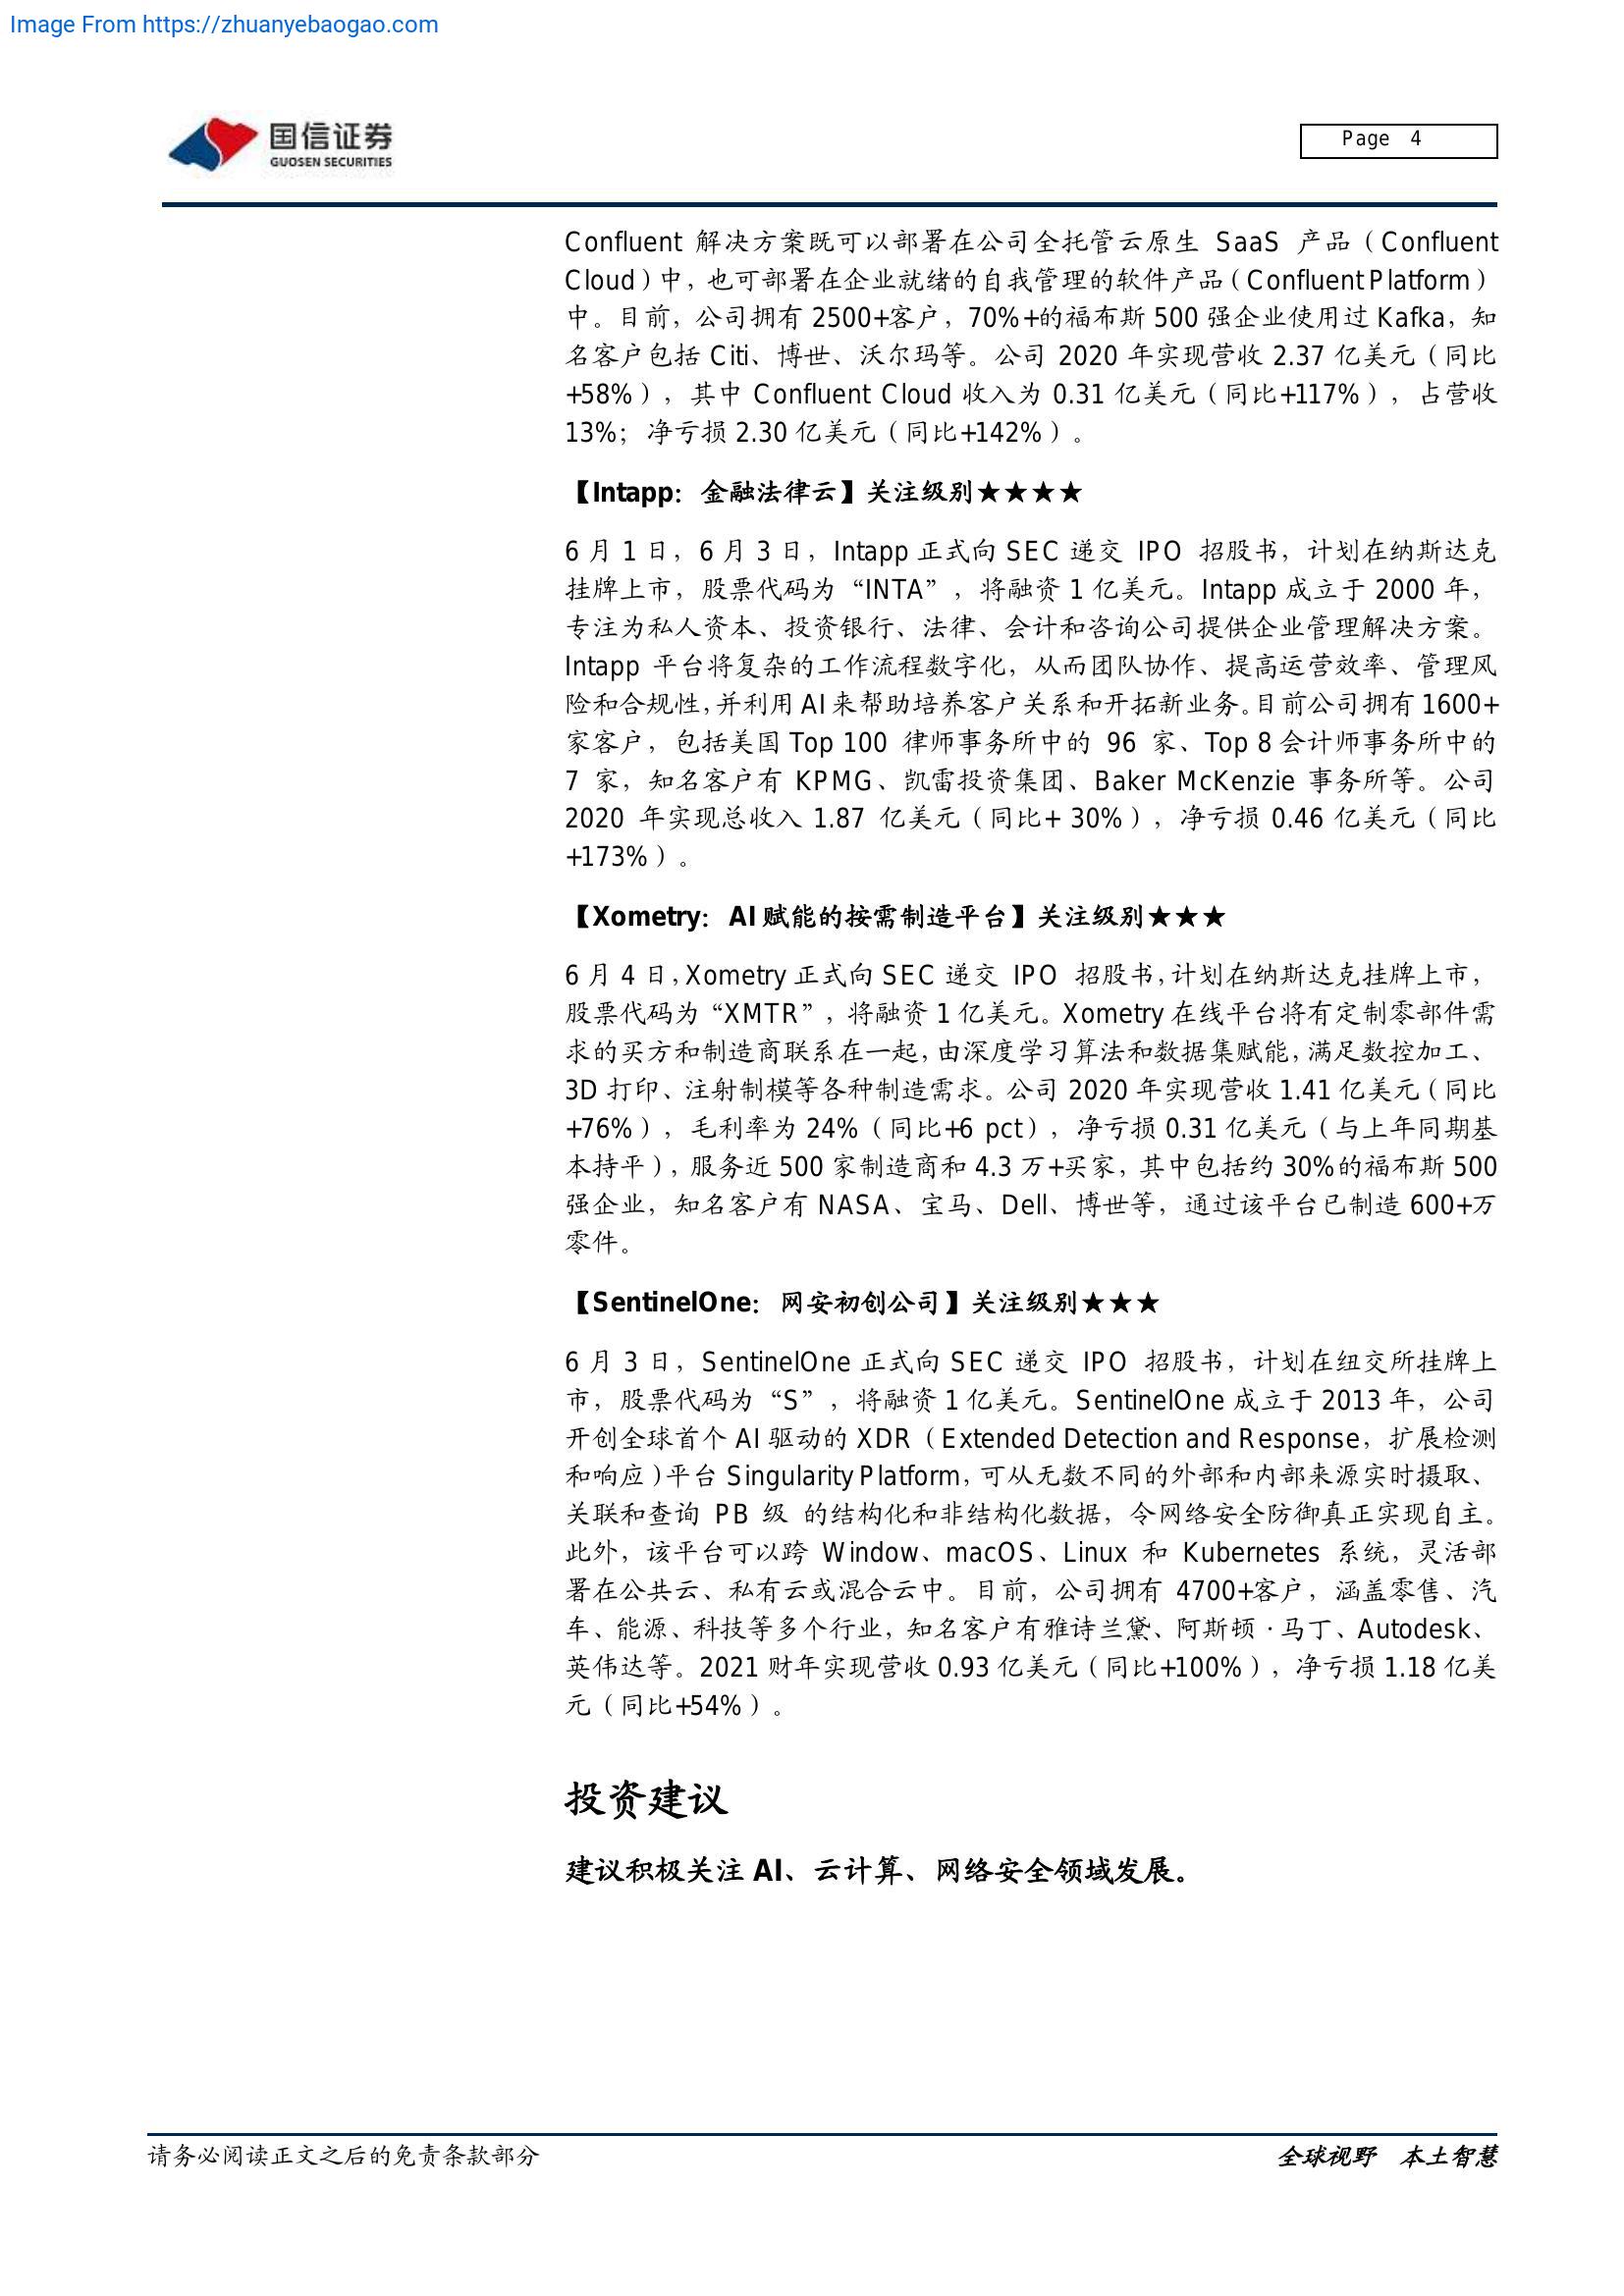 Image From https://zhuanyebaogao.com
国信证券
GUOSEN SECURITIES
Page 4
Confluent 解决方案既可以部署在公司全托管云原生 SaaS 产品（Confluent
Cloud）中，也可部署在企业就绪的自我管理的软件产品（Confluent Platform）
中。目前，公司拥有 2500+客户，70%+的福布斯 500 强企业使用过 Kafka，知
名客户包括 Citi、博世、沃尔玛等。公司 2020 年实现营收 2.37 亿美元（同比
+58%），其中 Confluent Cloud 收入为 0.31 亿美元（同比+117%），占营收
13%；净亏损 2.30 亿美元（同比+142%）。
【Intapp：金融法律云】关注级别★★★★
6 月 1 日，6 月 3 日，Intapp 正式向 SEC 递交 IPO 招股书，计划在纳斯达克
挂牌上市，股票代码为“INTA”，将融资 1 亿美元。Intapp 成立于 2000 年，
专注为私人资本、投资银行、法律、会计和咨询公司提供企业管理解决方案。
Intapp 平台将复杂的工作流程数字化，从而团队协作、提高运营效率、管理风
险和合规性，并利用 AI 来帮助培养客户关系和开拓新业务。目前公司拥有 1600+
家客户，包括美国 Top 100 律师事务所中的 96 家、Top 8 会计师事务所中的
7 家，知名客户有 KPMG、凯雷投资集团、Baker McKenzie 事务所等。公司
2020 年实现总收入 1.87 亿美元（同比+ 30%），净亏损 0.46 亿美元（同比
+173%）。
【Xometry：AI 赋能的按需制造平台】关注级别★★★
6 月 4 日，Xometry 正式向 SEC 递交 IPO 招股书，计划在纳斯达克挂牌上市，
股票代码为“XMTR”，将融资 1 亿美元。Xometry 在线平台将有定制零部件需
求的买方和制造商联系在一起，由深度学习算法和数据集赋能，满足数控加工、
3D 打印、注射制模等各种制造需求。公司 2020 年实现营收 1.41 亿美元（同比
+76%），毛利率为 24%（同比+6 pct），净亏损 0.31 亿美元（与上年同期基
本持平），服务近 500 家制造商和 4.3 万+买家，其中包括约 30%的福布斯 500
强企业，知名客户有 NASA、宝马、Dell、博世等，通过该平台已制造 600+万
零件。
【SentinelOne：网安初创公司】关注级别★★★
6 月 3 日，SentinelOne 正式向 SEC 递交 IPO 招股书，计划在纽交所挂牌上
市，股票代码为“S”，将融资 1 亿美元。SentinelOne 成立于 2013 年，公司
开创全球首个 AI 驱动的 XDR（Extended Detection and Response，扩展检测
和响应）平台 Singularity Platform，可从无数不同的外部和内部来源实时摄取、
关联和查询 PB 级 的结构化和非结构化数据，令网络安全防御真正实现自主。
此外，该平台可以跨 Window、macOS、Linux 和 Kubernetes 系统，灵活部
署在公共云、私有云或混合云中。目前，公司拥有 4700+客户，涵盖零售、汽
车、能源、科技等多个行业，知名客户有雅诗兰黛、阿斯顿·马丁、Autodesk、
英伟达等。2021 财年实现营收 0.93 亿美元（同比+100%），净亏损 1.18 亿美
元（同比+54%）。
投资建议
建议积极关注 AI、云计算、网络安全领域发展。
请务必阅读正文之后的免责条款部分
全球视野 本土智慧